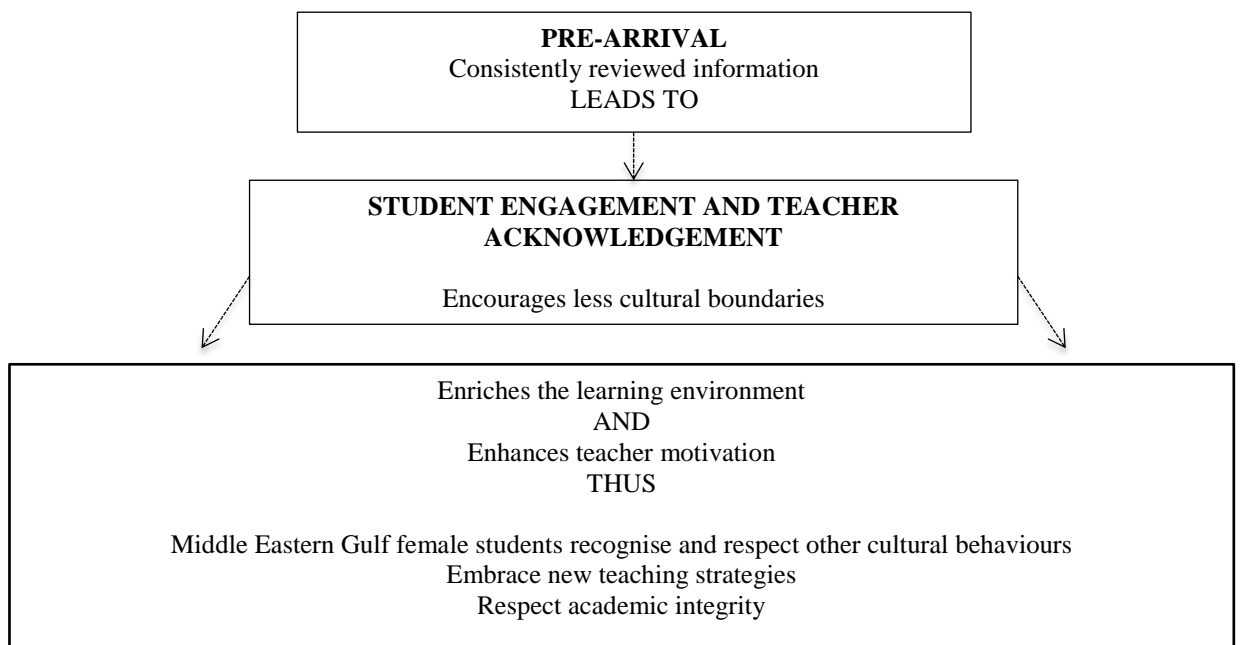 PRE-ARRIVAL
Consistently reviewed information
LEADS TO
STUDENT ENGAGEMENT AND TEACHER
ACKNOWLEDGEMENT
Encourages less cultural boundaries
Enriches the learning environment
AND
Enhances teacher motivation
THUS
Middle Eastern Gulf female students recognise and respect other cultural behaviours
Embrace new teaching strategies
Respect academic integrity